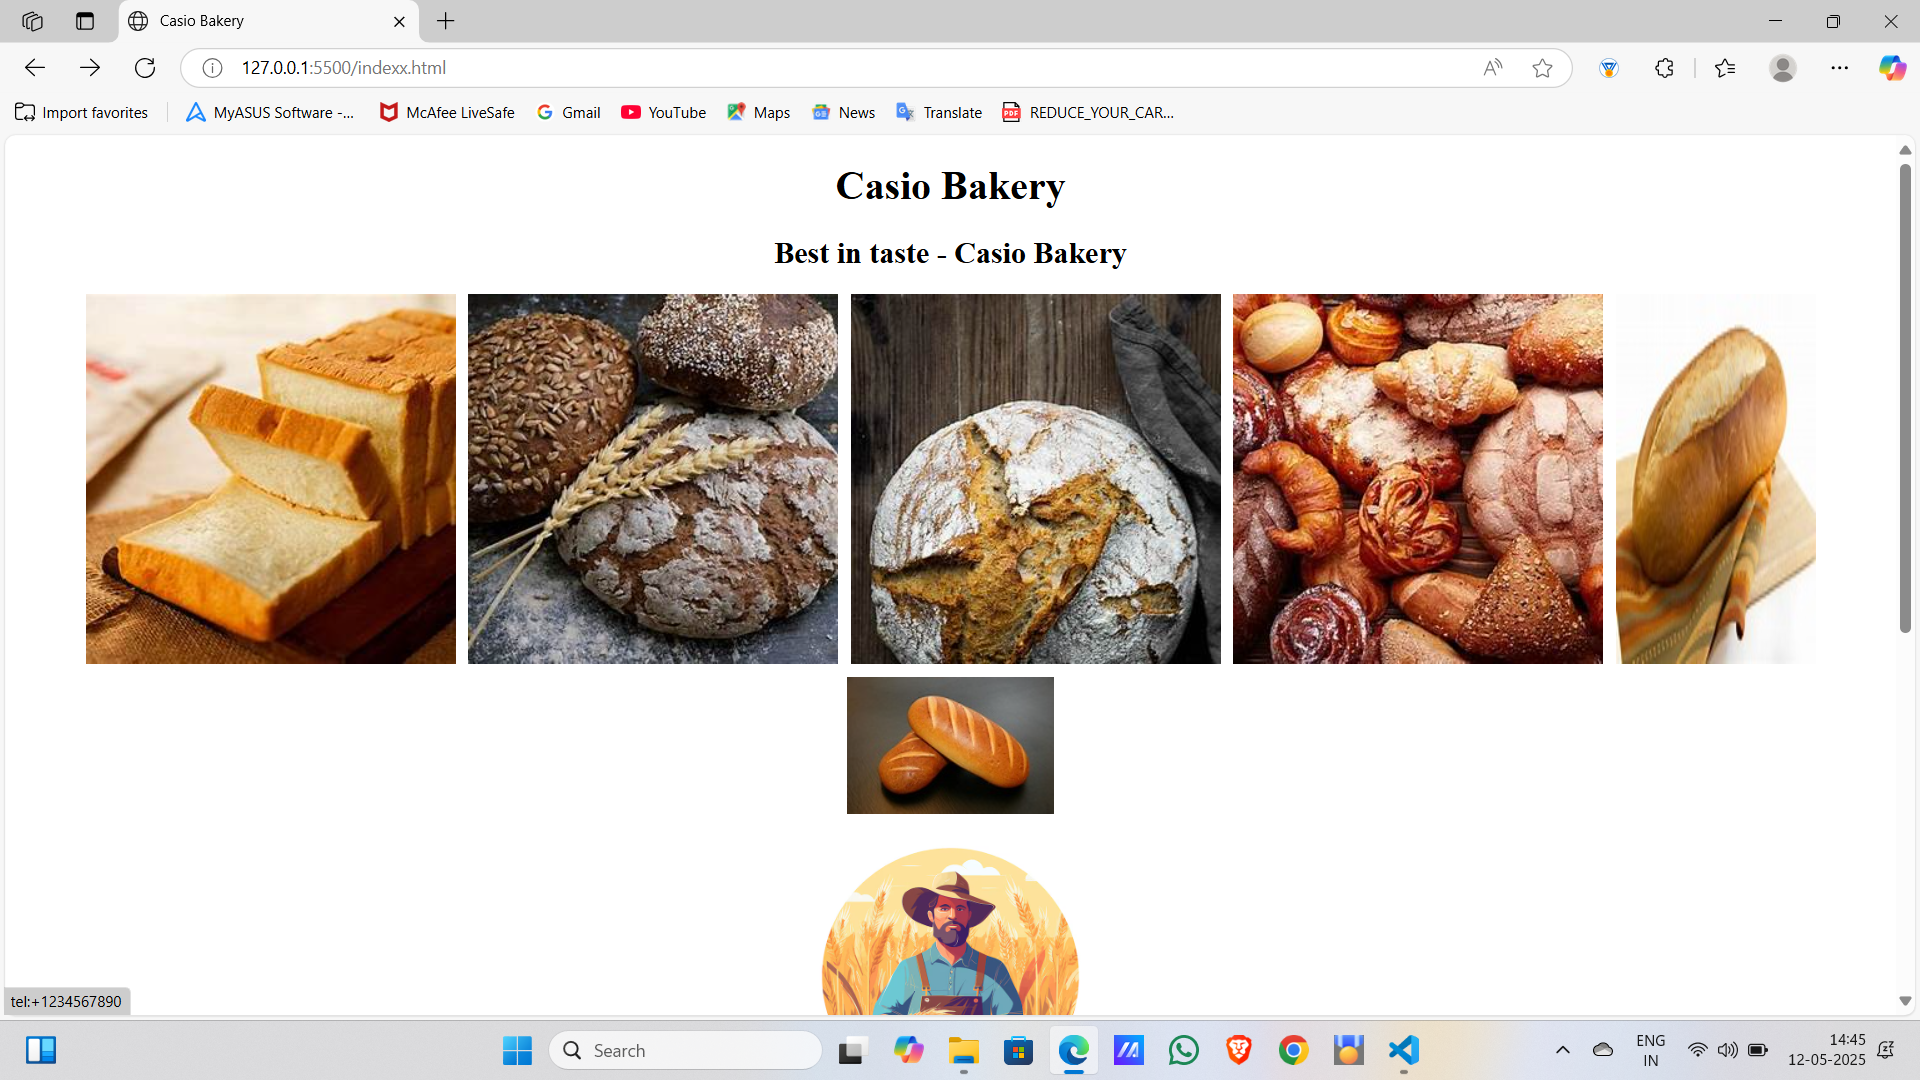 Casio Bakery
127.0.0.1:5500/indexx.html
Import favorites
MyASUS Software -...
McAfee LiveSafe
Gmail
YouTube
Maps
News
Translate
REDUCE_YOUR_CAR...
Casio Bakery
Best in taste - Casio Bakery
tel:+1234567890
Search
ENG
IN
14:45
12-05-2025